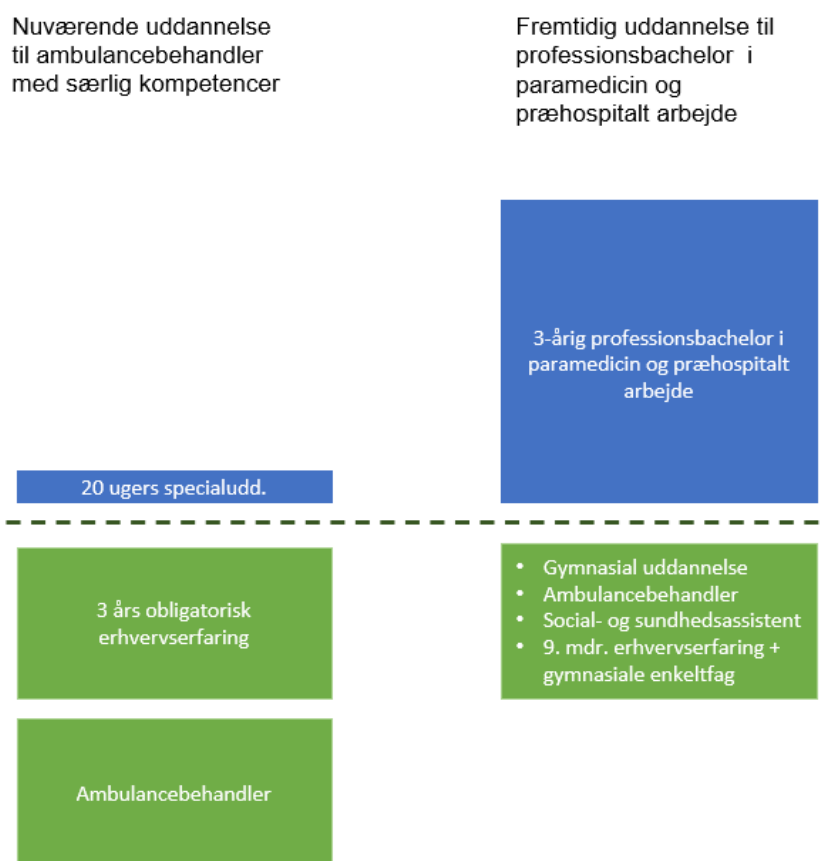 Nuværende uddannelse
til ambulancebehandler
med særlig kompetencer
Fremtidig uddannelse til
professionsbachelor i
paramedicin og
præhospitalt arbejde
3-årig professionsbachelor i
paramedicin og præhospitalt
arbejde
20 ugers specialudd.
3 års obligatorisk
erhvervserfaring
• Gymnasial uddannelse
• Ambulancebehandler
• Social- og sundhedsassistent
• 9. mdr. erhvervserfaring +
gymnasiale enkeltfag
Ambulancebehandler